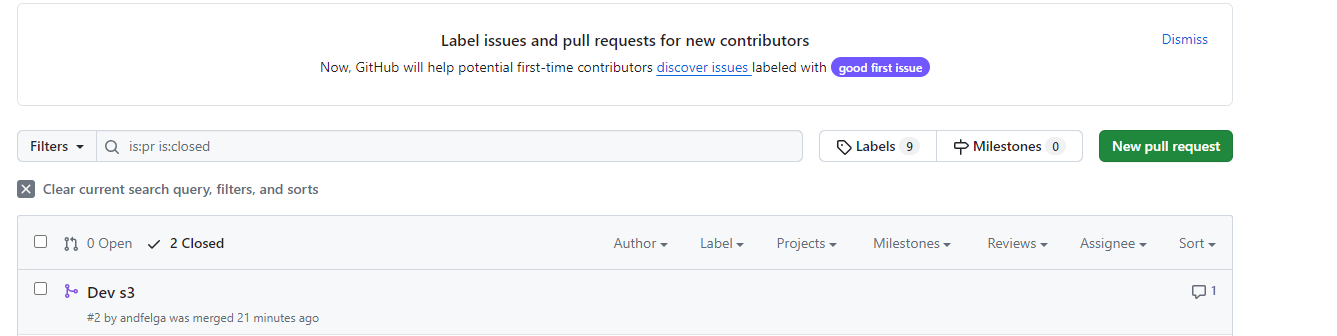 Label issues and pull requests for new contributors
Dismiss
Now, GitHub will help potential first-time contributors discover issues labeled with good first issue
Filters
is:pr is:closed
Labels 9
Milestones 0
New pull request
Clear current search query, filters, and sorts
0 Open 2 Closed
Author Label Projects Milestones Reviews Assignee Sort
Dev s3
1
#2 by andfelga was merged 21 minutes ago